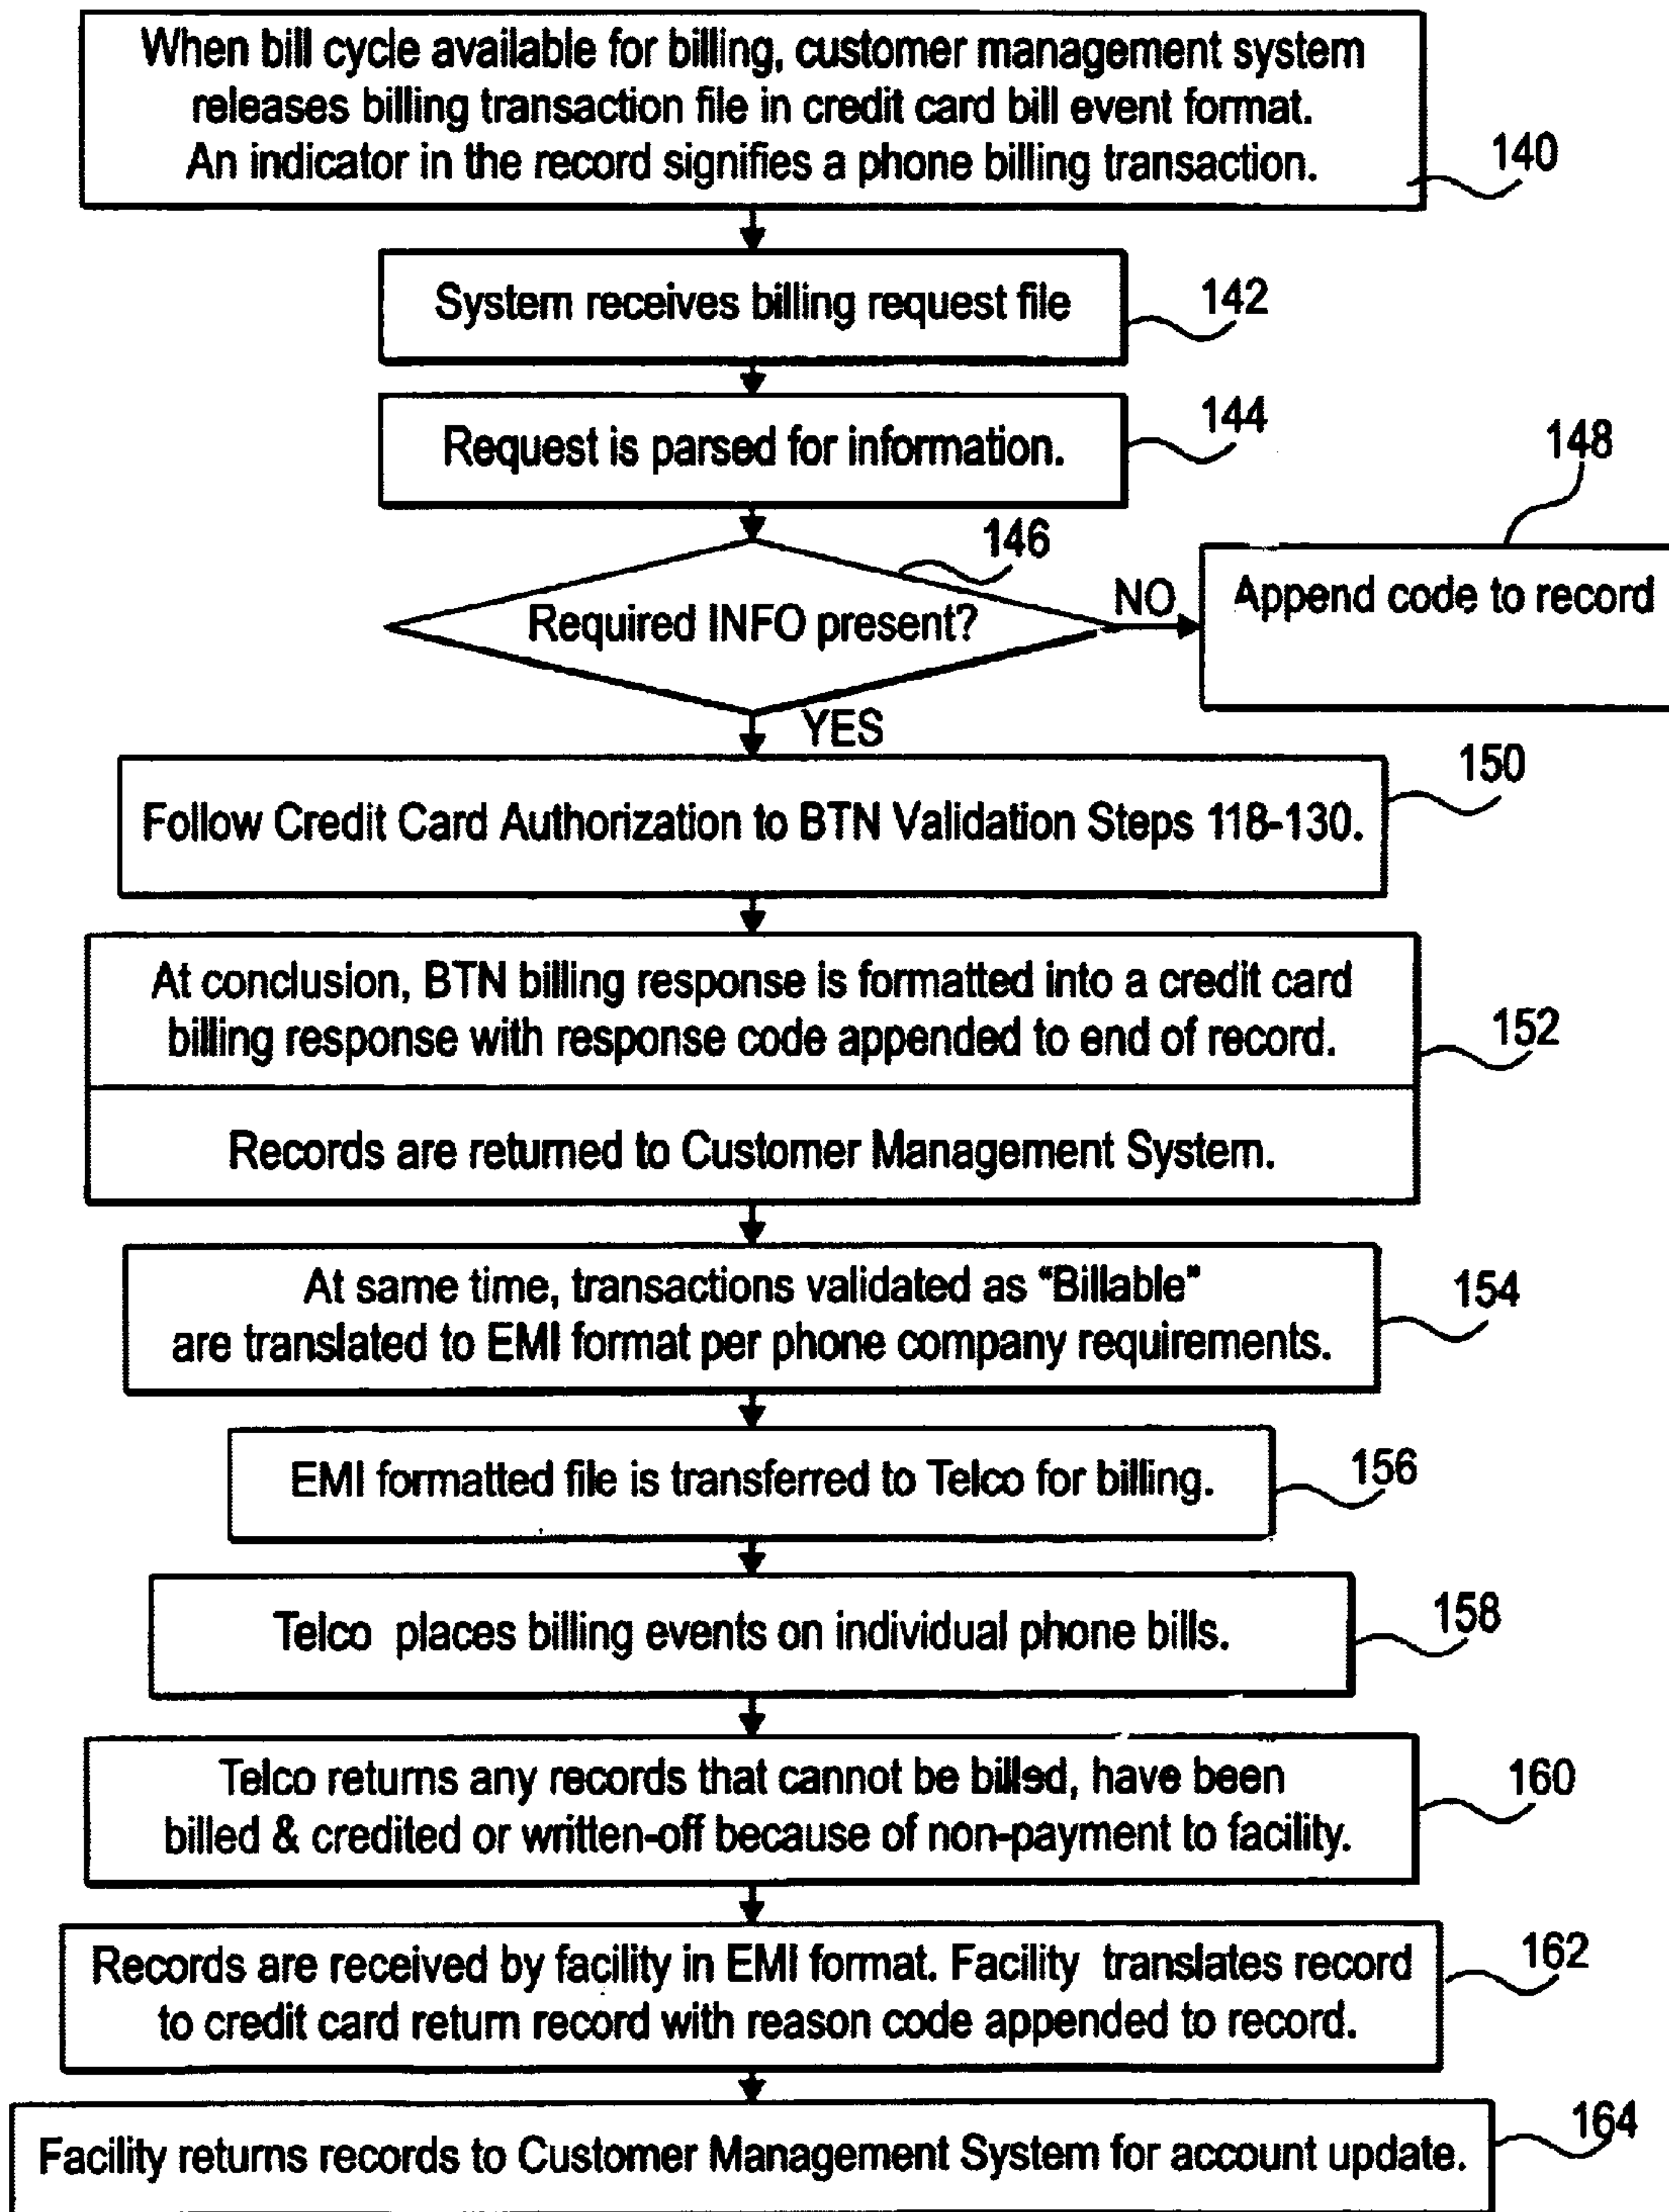 When bill cycle available for billing, customer management system
releases billing transaction file in credit card bill event format.
An indicator in the record signifies a phone billing transaction.
140
System receives billing request file
142
Request is parsed for information.
144
146
148
Required INFO present?
NO
Append code to record
YES
150
Follow Credit Card Authorization to BTN Validation Steps 118-130.
At conclusion, BTN billing response is formatted into a credit card
billing response with response code appended to end of record.
152
Records are returned to Customer Management System.
At same time, transactions validated as "Billable"
are translated to EMI format per phone company requirements.
154
EMI formatted file is transferred to Telco for billing.
156
Telco places billing events on individual phone bills.
158
Telco returns any records that cannot be billed, have been
billed & credited or written-off because of non-payment to facility.
160
Records are received by facility in EMI format. Facility translates record
to credit card return record with reason code appended to record.
162
Facility returns records to Customer Management System for account update.
164